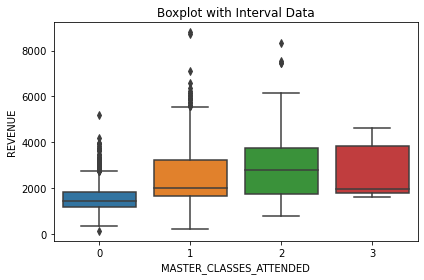 Boxplot with Interval Data
8000
6000
4000
2000
0
REVENUE
0 1 2 3
MASTER_CLASSES_ATTENDED